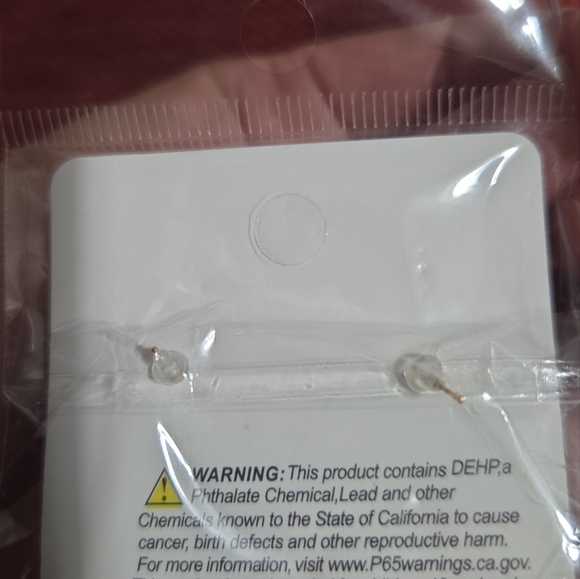 WARNING: This product contains DEHP,a
Phthalate Chemical,Lead and other
Chemicals known to the State of California to cause
cancer, birth defects and other reproductive harm.
For more information, visit www.P65warnings.ca.gov.